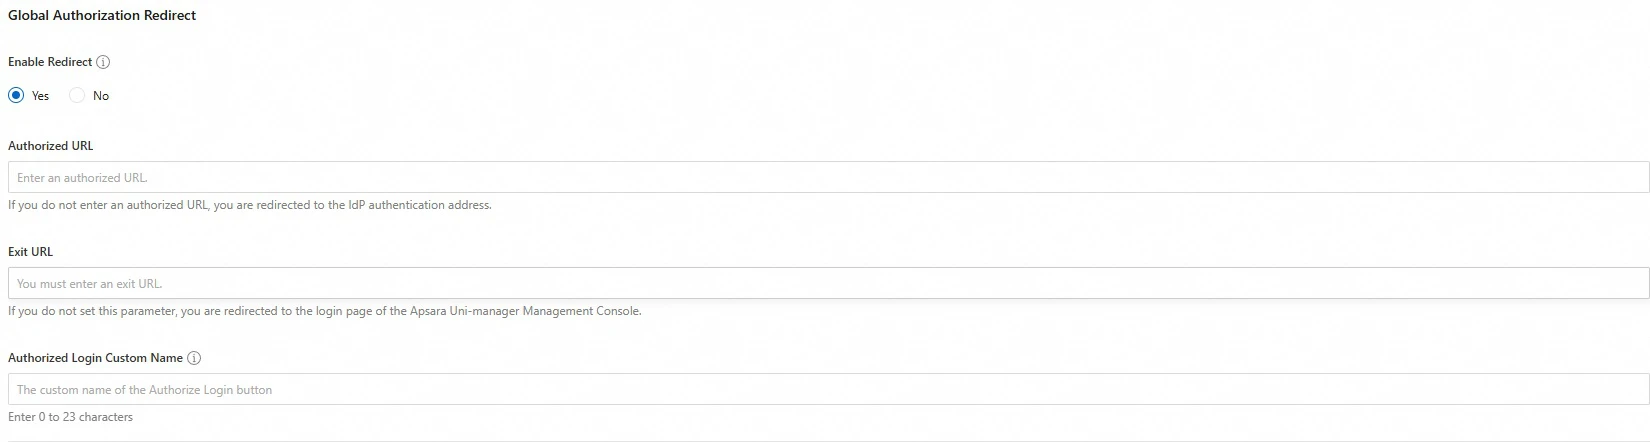 Global Authorization Redirect
Enable Redirect
Yes No
Authorized URL
Enter an authorized URL.
If you do not enter an authorized URL, you are redirected to the IdP authentication address.
Exit URL
You must enter an exit URL.
If you do not set this parameter, you are redirected to the login page of the Apsara Uni-manager Management Console.
Authorized Login Custom Name
The custom name of the Authorize Login button
Enter 0 to 23 characters